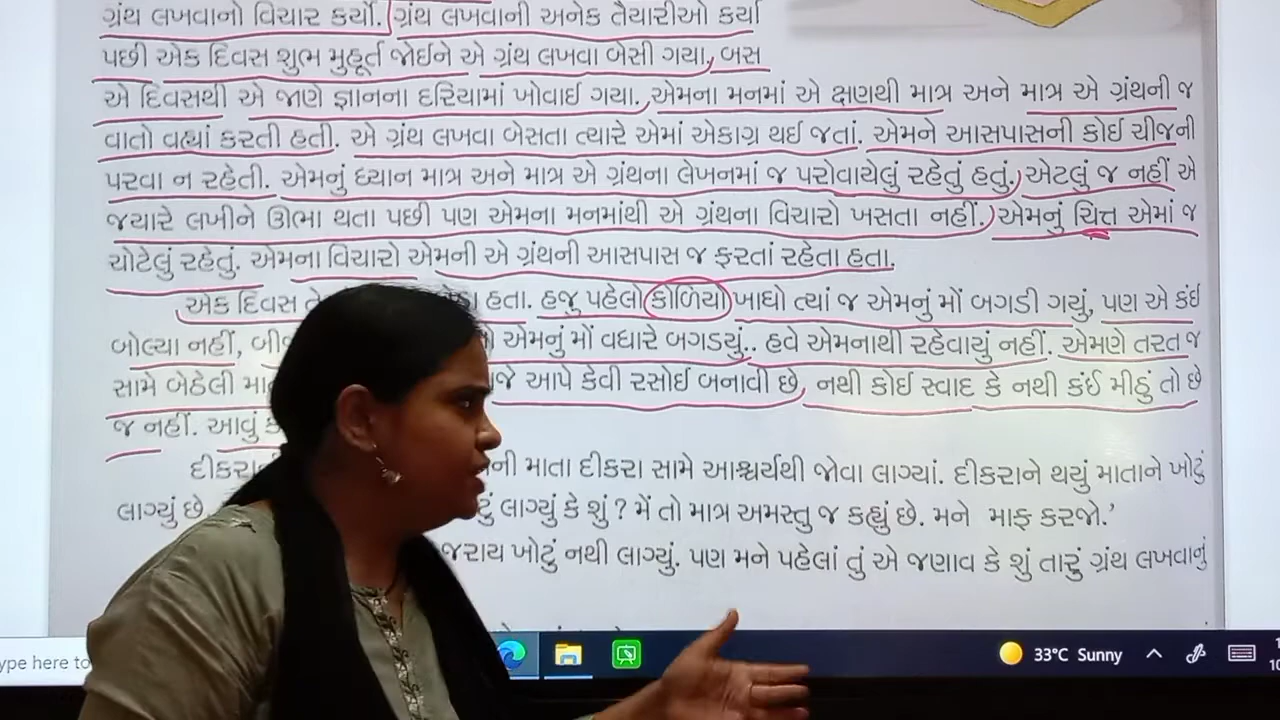 ગ્રંથ લખવાનો વિચાર કર્યો. ગ્રંથ લખવાની અનેક તૈયારીઓ કર્યા
પછી એક દિવસ શુભ મુહૂર્ત જોઈને એ ગ્રંથ લખવા બેસી ગયા, બસ
એ દિવસથી એ જાણે જ્ઞાનના દરિયામાં ખોવાઈ ગયા. એમના મનમાં એ ક્ષણથી માત્ર અને માત્ર એ ગ્રંથની જ
વાતો વહ્યાં કરતી હતી. એ ગ્રંથ લખવા બેસતા ત્યારે એમાં એકાગ્ર થઈ જતાં. એમને આસપાસની કોઈ ચીજની
પરવા ન રહેતી. એમનું ધ્યાન માત્ર અને માત્ર એ ગ્રંથના લેખનમાં જ પરોવાયેલું રહેતું હતું, એટલું જ નહીં એ
જયારે લખીને ઊભા થતા પછી પણ એમના મનમાંથી એ ગ્રંથના વિચારો ખસતા નહીં. એમનું ચિત્ત એમાં જ
ચોટેલું રહેતું. એમના વિચારો એમની એ ગ્રંથની આસપાસ જ ફરતાં રહેતા હતા.
એક દિવસ હતા. હજુ પહેલો કોળિયો ખાધો ત્યાં જ એમનું મોં બગડી ગયું, પણ એ કંઈ
બોલ્યા નહીં, એમનું મોં વધારે બગડ્યું.. હવે એમનાથી રહેવાયું નહીં. એમણે તરત જ
સામે બેઠેલી આપે કેવી રસોઈ બનાવી છે, નથી કોઈ સ્વાદ કે નથી કંઈ મીઠું તો છે
જ નહીં. આવું
માતા દીકરા સામે આશ્ચર્યથી જોવા લાગ્યાં. દીકરાને થયું માતાને ખોટું
લાગ્યું છે. લાગ્યું કે શું ? મેં તો માત્ર અમસ્તુ જ કહ્યું છે. મને માફ કરજો.’
જરાય ખોટું નથી લાગ્યું. પણ મને પહેલાં તું એ જણાવ કે શું તારું ગ્રંથ લખવાનું
ype here to
33°C Sunny